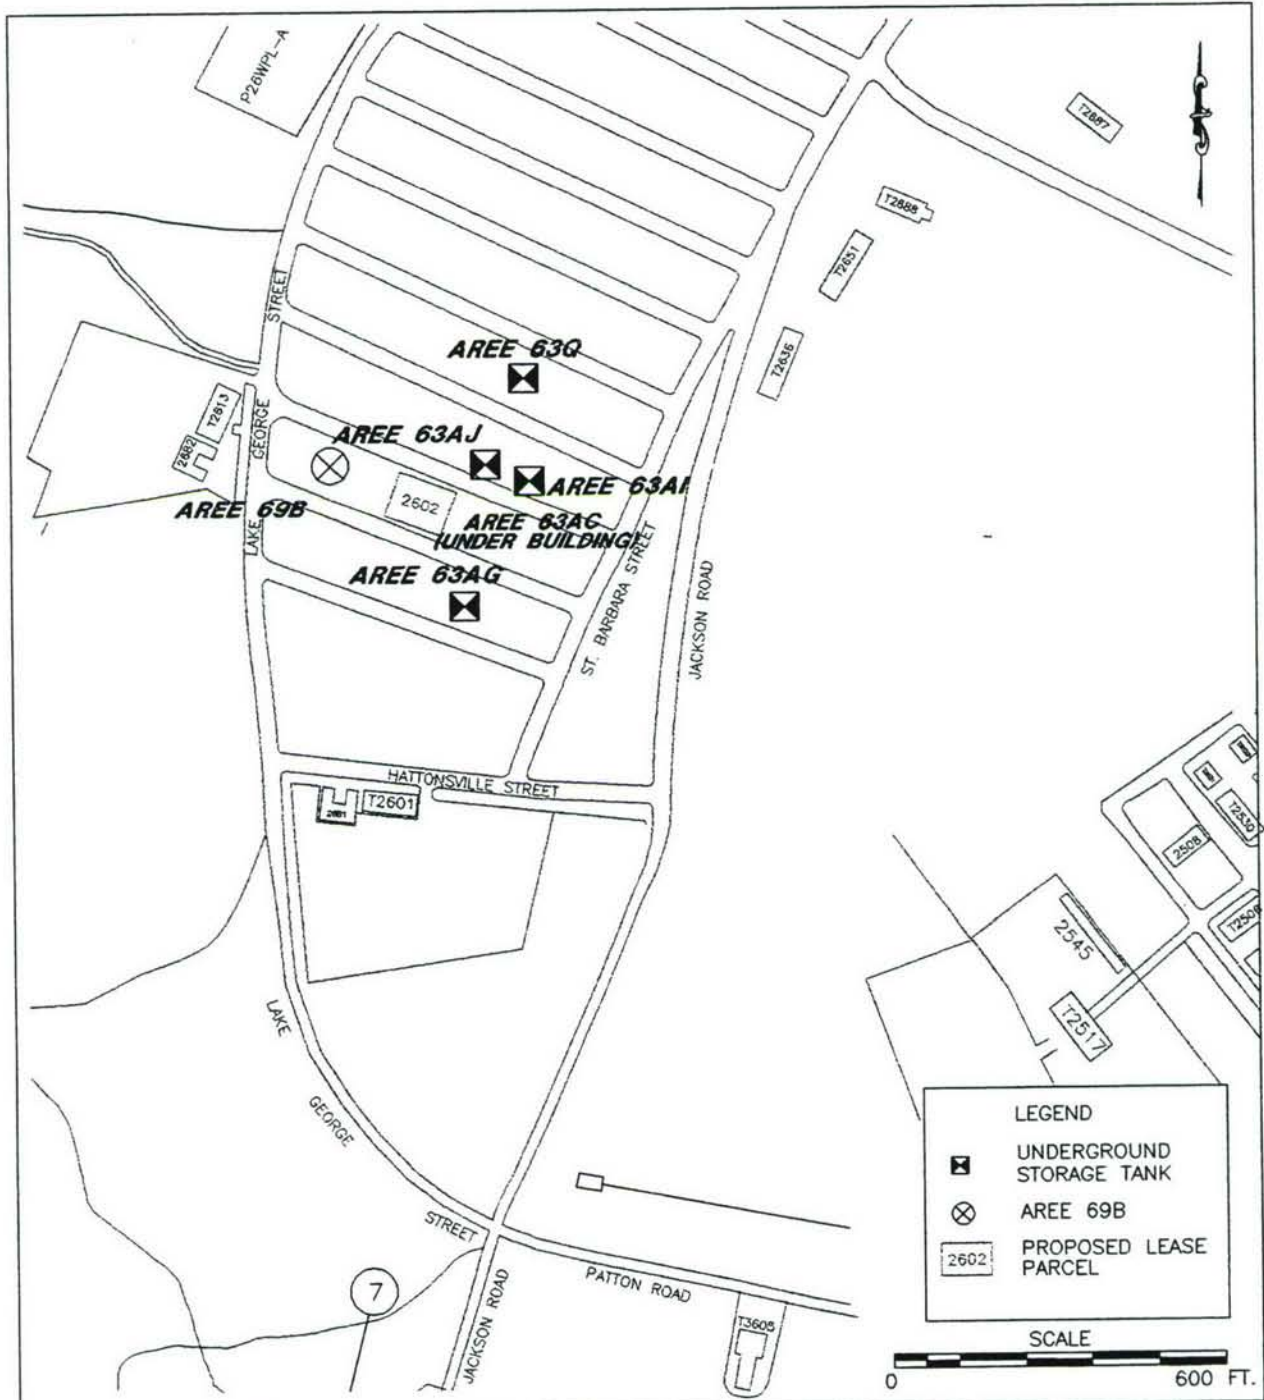 P26WPL-A
T2687
T2688
T2651
T2636
STREET
GEORGE
LAKE
AREE 63Q
T2613
2682
AREE 63AJ
AREE 63AI
AREE 69B
2602
AREE 63AC
(UNDER BUILDING)
AREE 63AG
ST. BARBARA STREET
JACKSON ROAD
HATTONSVILLE STREET
T2601
T2530
2508
T2506
2545
T2517
LAKE
GEORGE
STREET
PATTON ROAD
JACKSON ROAD
7
T3605
LEGEND
UNDERGROUND
STORAGE TANK
AREE 69B
2602
PROPOSED LEASE
PARCEL
SCALE
0
600 FT.